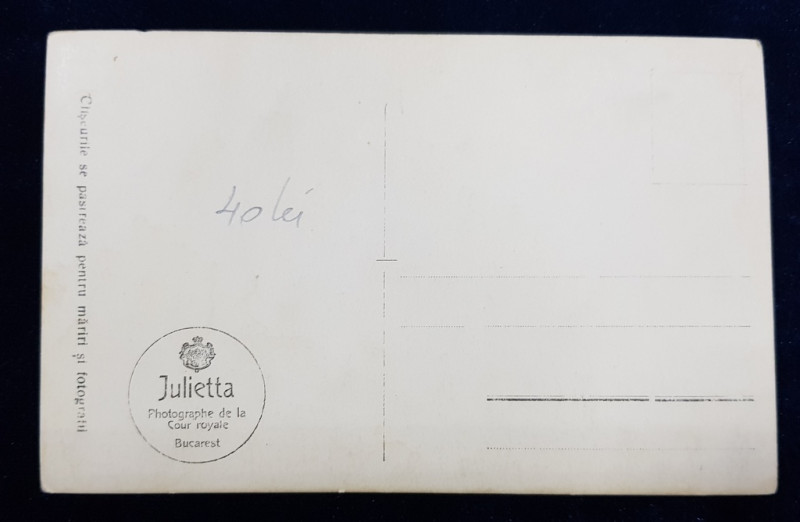 Clișeurile se păstrează pentru măriri și fotografii
40 lei
Julietta
Photographe de la
Cour royale
Bucarest